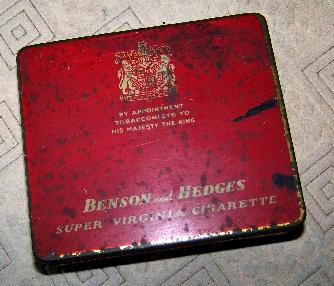 BY APPOINTMENT
TOBACCONISTS TO
HIS MAJESTY THE KING
BENSON and HEDGES
SUPER VIRGINIA CIGARETTE